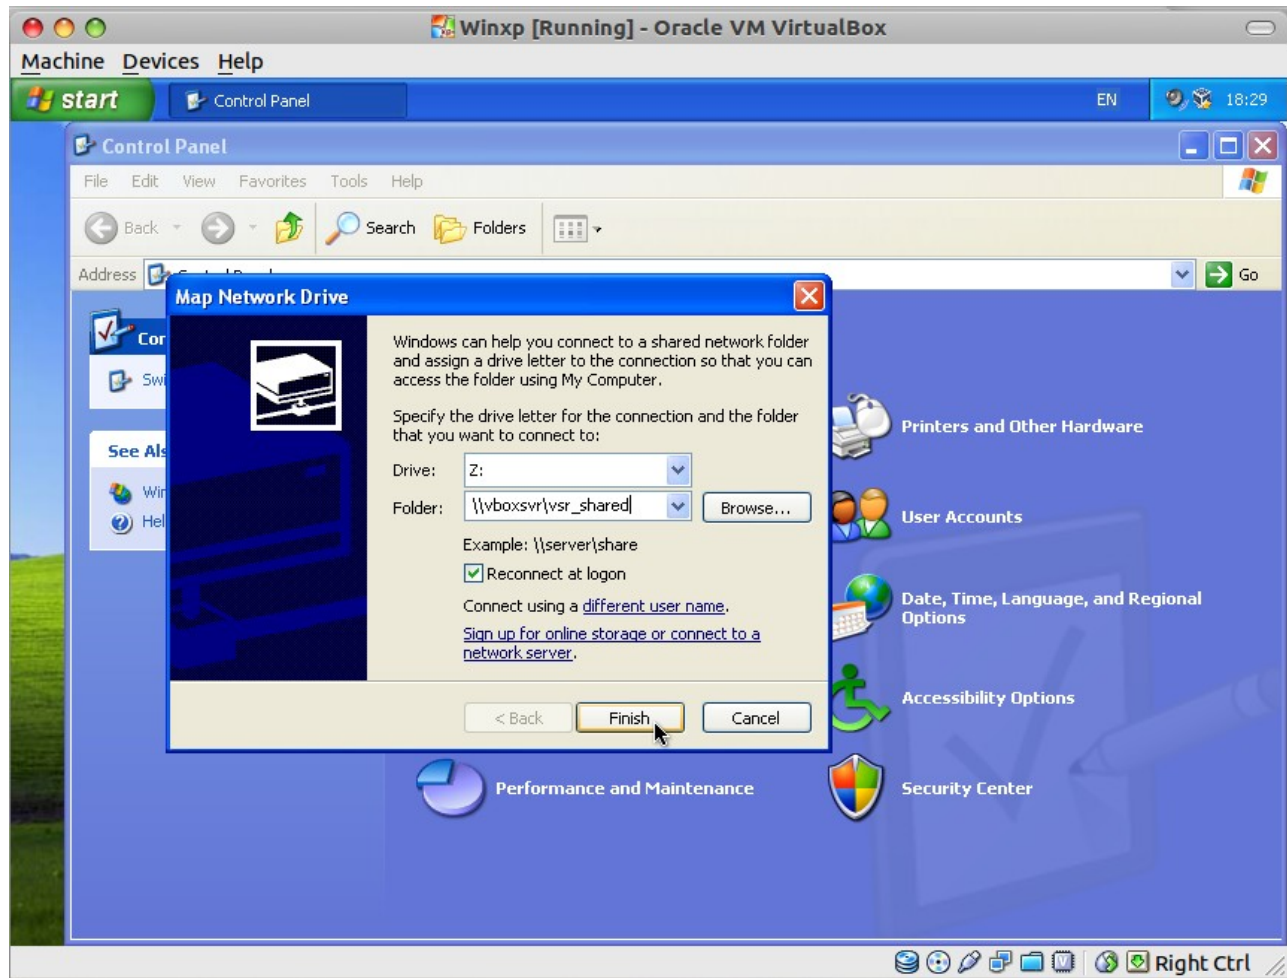 Winxp [Running] - Oracle VM VirtualBox
Machine Devices Help
start
Control Panel
EN
18:29
Control Panel
File Edit View Favorites Tools Help
Back
Search
Folders
Address
Go
Map Network Drive
Windows can help you connect to a shared network folder
and assign a drive letter to the connection so that you can
access the folder using My Computer.
Specify the drive letter for the connection and the folder
that you want to connect to:
Drive: Z:
Folder: \\vboxsvr\vsr_shared
Browse...
Example: \\server\share
Reconnect at logon
Connect using a different user name.
Sign up for online storage or connect to a
network server.
< Back
Finish
Cancel
See Als
Printers and Other Hardware
User Accounts
Date, Time, Language, and Regional
Options
Accessibility Options
Performance and Maintenance
Security Center
Right Ctrl